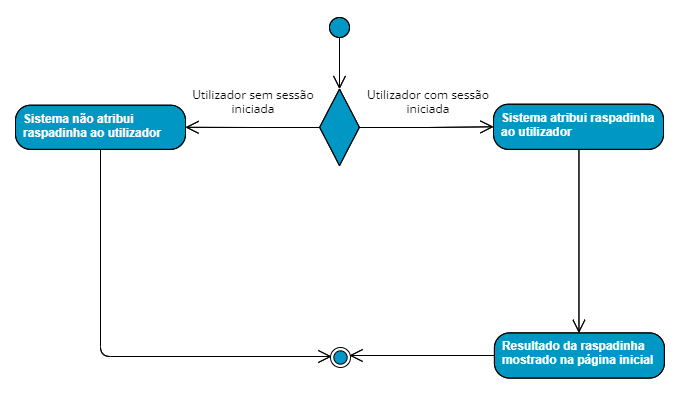 Utilizador sem sessão
iniciada
Utilizador com sessão
iniciada
Sistema não atribui
raspadinha ao utilizador
Sistema atribui raspadinha
ao utilizador
Resultado da raspadinha
mostrado na página inicial